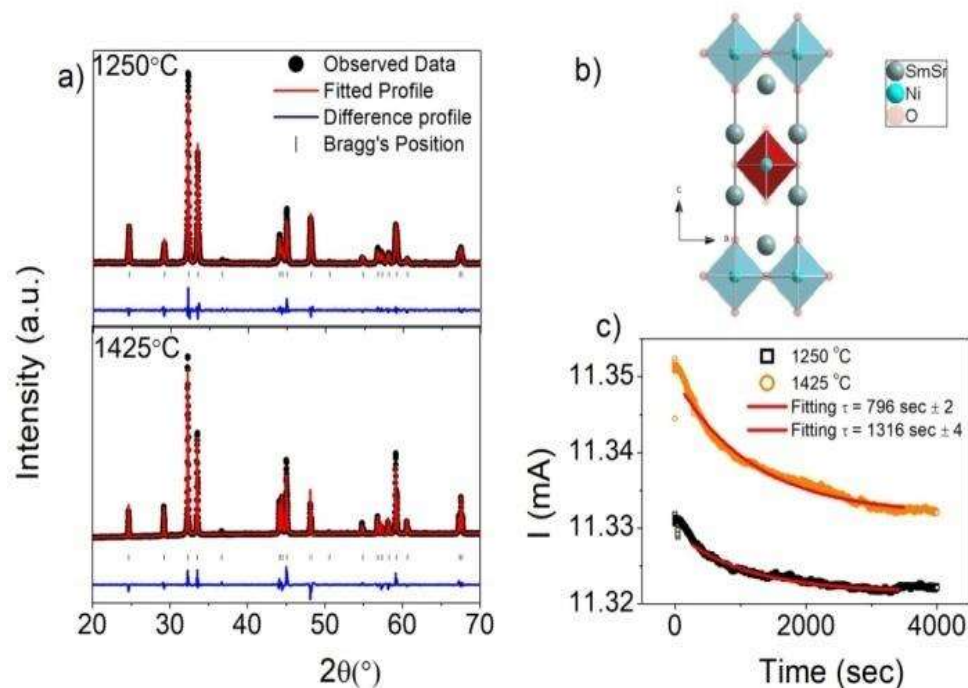 a)
1250°C
Observed Data
Fitted Profile
Difference profile
Bragg's Position
1425°C
Intensity (a.u.)
20 30 40 50 60 70
2θ(°)
b)
SmSr
Ni
O
c
a
c)
1250 °C
1425 °C
Fitting τ = 796 sec ± 2
Fitting τ = 1316 sec ± 4
11.35
11.34
11.33
11.32
I (mA)
0 2000 4000
Time (sec)